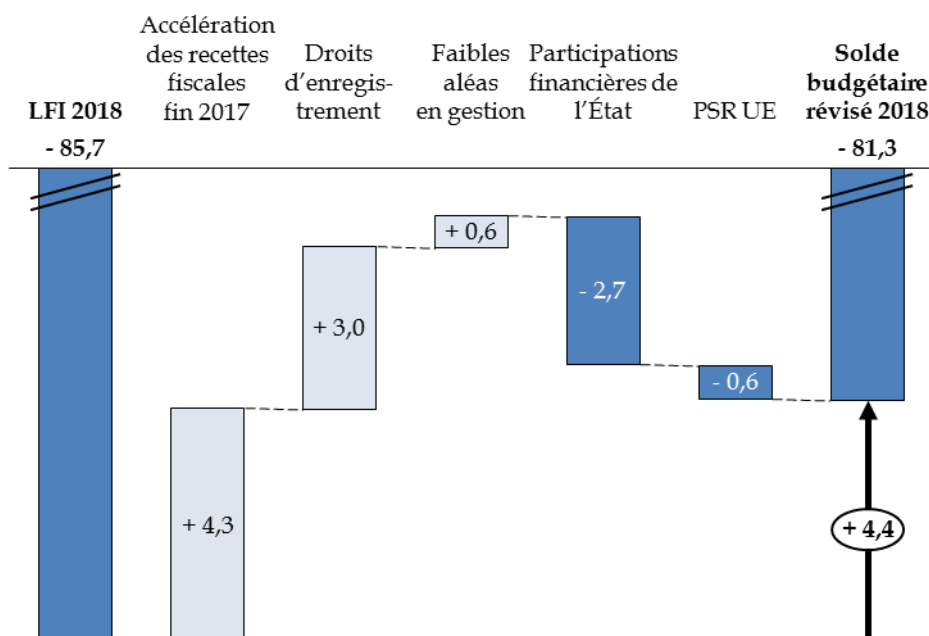 LFI 2018
- 85,7
Accélération
des recettes
fiscales
fin 2017
Droits
d'enregis-
trement
Faibles
aléas
en gestion
Participations
financières de
l'État
PSR UE
Solde
budgétaire
révisé 2018
- 81,3
+ 4,3
+ 3,0
+ 0,6
- 2,7
- 0,6
+ 4,4